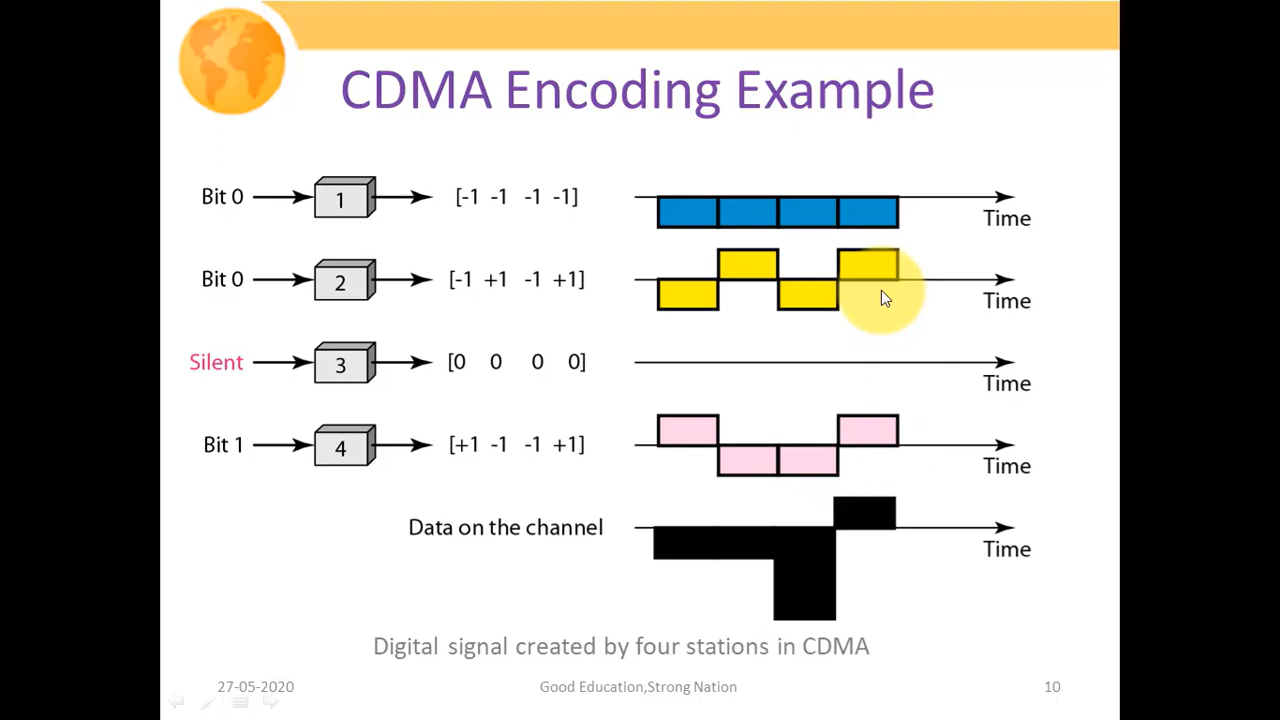 CDMA Encoding Example
Bit 0 1 [-1 -1 -1 -1]
Time
Bit 0 2 [-1 +1 -1 +1]
Time
Silent 3 [0 0 0 0]
Time
Bit 1 4 [+1 -1 -1 +1]
Time
Data on the channel
Time
Digital signal created by four stations in CDMA
27-05-2020 Good Education,Strong Nation 10